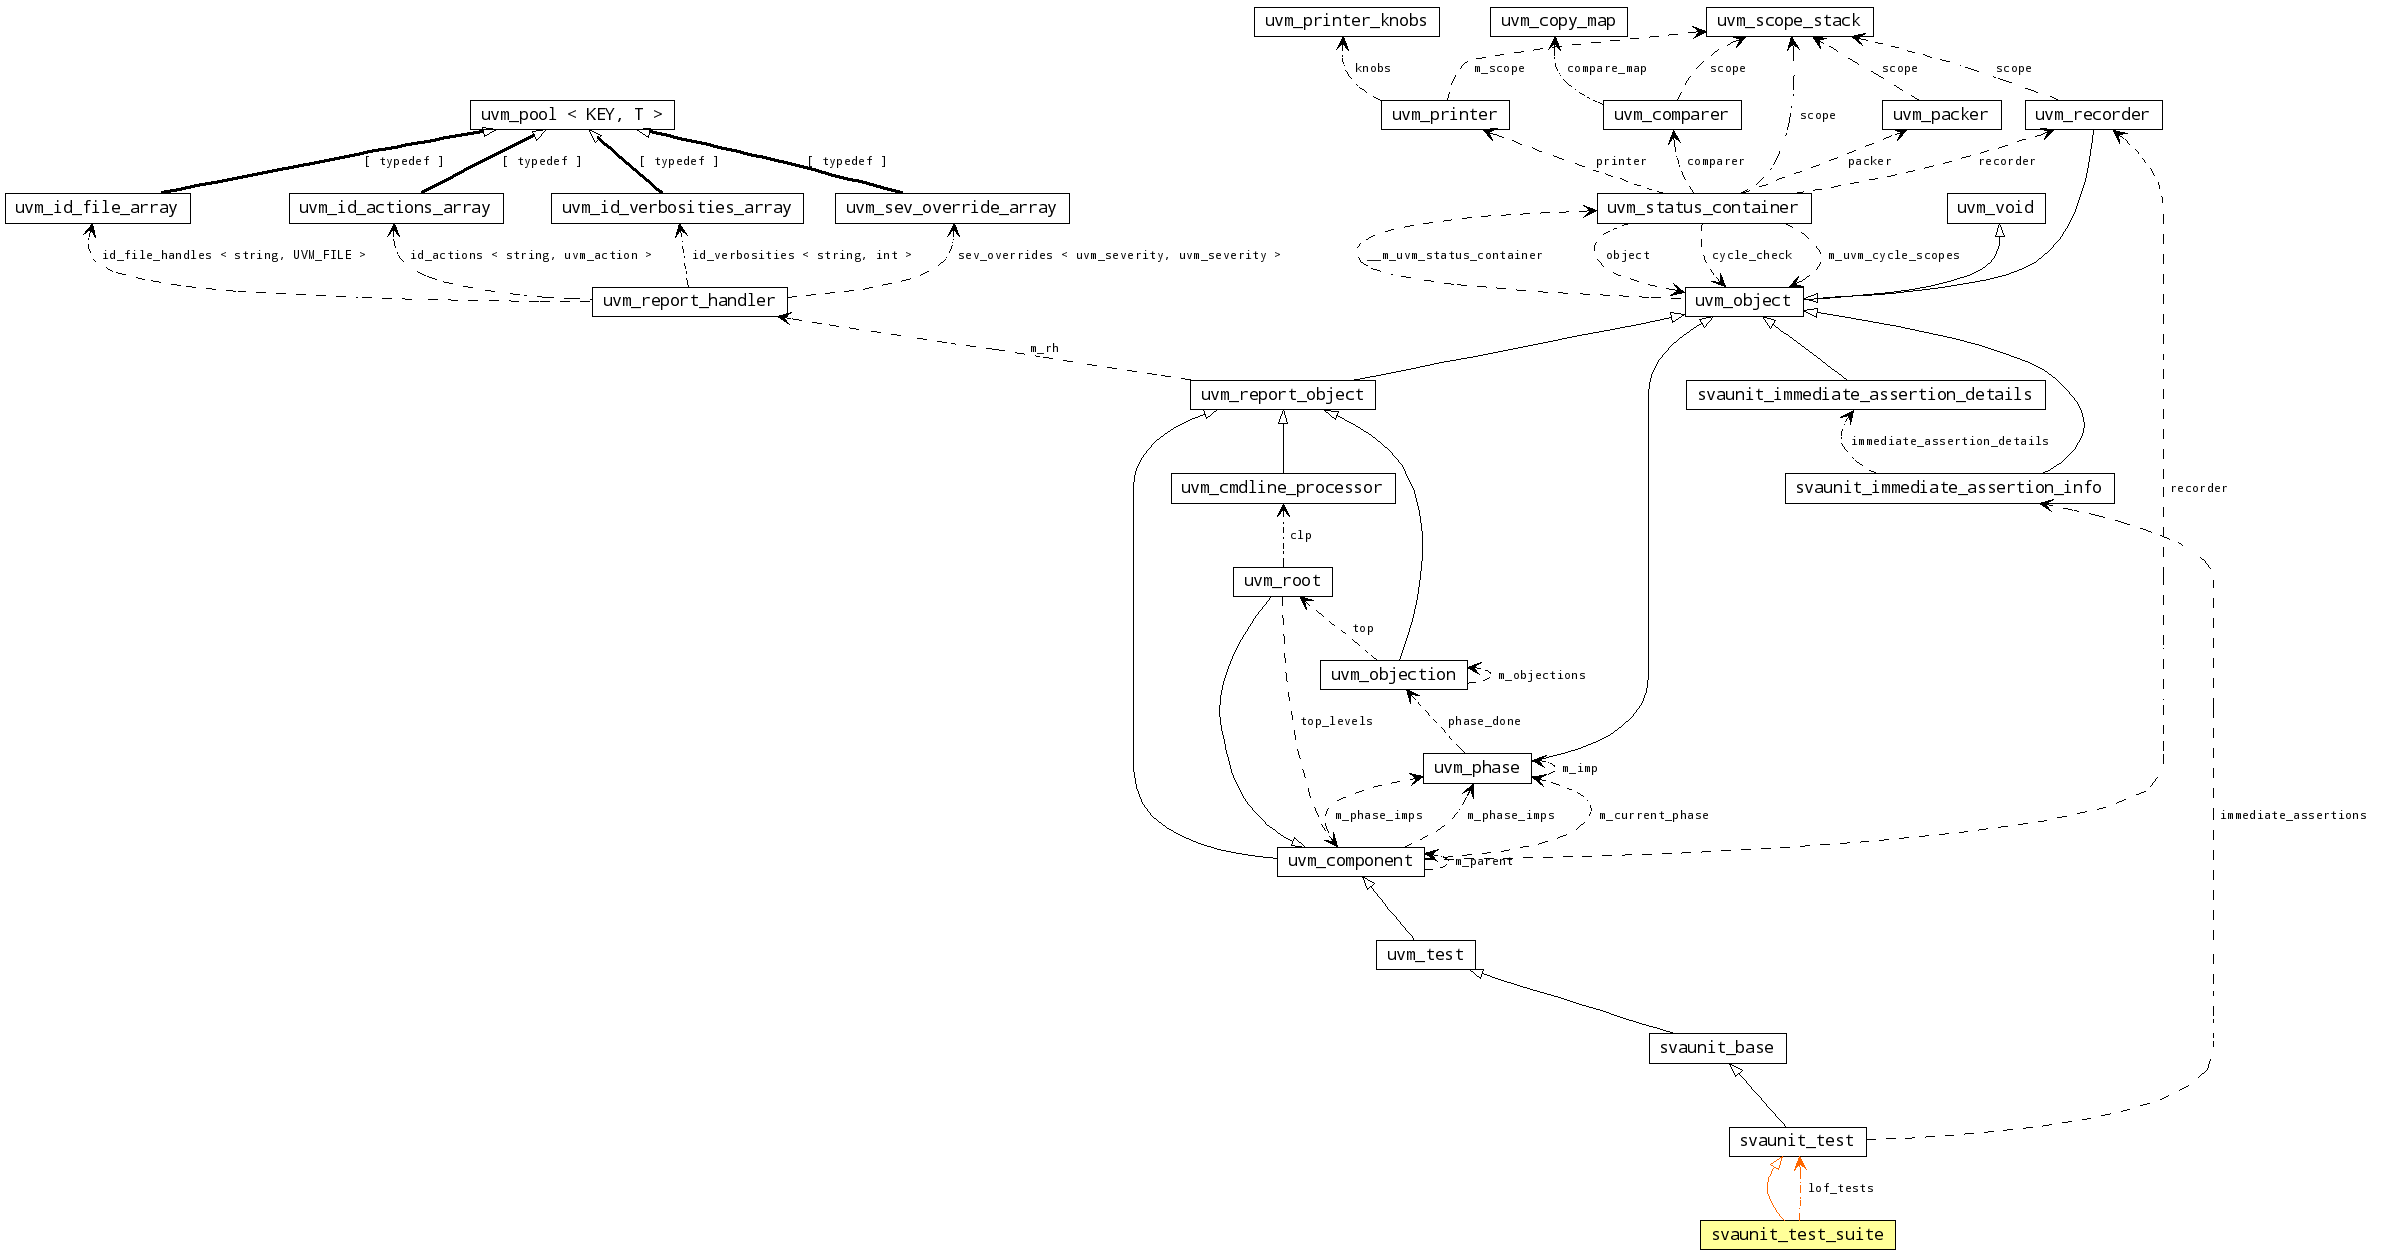 uvm_printer_knobs
uvm_copy_map
uvm_scope_stack
knobs
m_scope
compare_map
scope
scope
scope
uvm_pool < KEY, T >
uvm_printer
uvm_comparer
scope
uvm_packer
uvm_recorder
[ typedef ]
[ typedef ]
[ typedef ]
[ typedef ]
printer
comparer
packer
recorder
uvm_id_file_array
uvm_id_actions_array
uvm_id_verbosities_array
uvm_sev_override_array
uvm_status_container
uvm_void
id_file_handles < string, UVM_FILE >
id_actions < string, uvm_action >
id_verbosities < string, int >
sev_overrides < uvm_severity, uvm_severity >
__m_uvm_status_container
object
cycle_check
m_uvm_cycle_scopes
uvm_report_handler
uvm_object
m_rh
uvm_report_object
svaunit_immediate_assertion_details
immediate_assertion_details
uvm_cmdline_processor
svaunit_immediate_assertion_info
recorder
clp
uvm_root
top
uvm_objection
m_objections
top_levels
phase_done
uvm_phase
m_imp
m_phase_imps
m_phase_imps
m_current_phase
immediate_assertions
uvm_component
m_parent
uvm_test
svaunit_base
svaunit_test
lof_tests
svaunit_test_suite